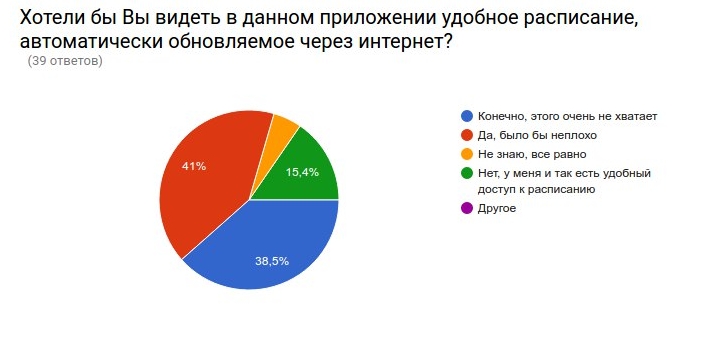 Хотели бы Вы видеть в данном приложении удобное расписание,
автоматически обновляемое через интернет?
(39 ответов)
Конечно, этого очень не хватает
Да, было бы неплохо
Не знаю, все равно
Нет, у меня и так есть удобный
доступ к расписанию
Другое
41%
15,4%
38,5%